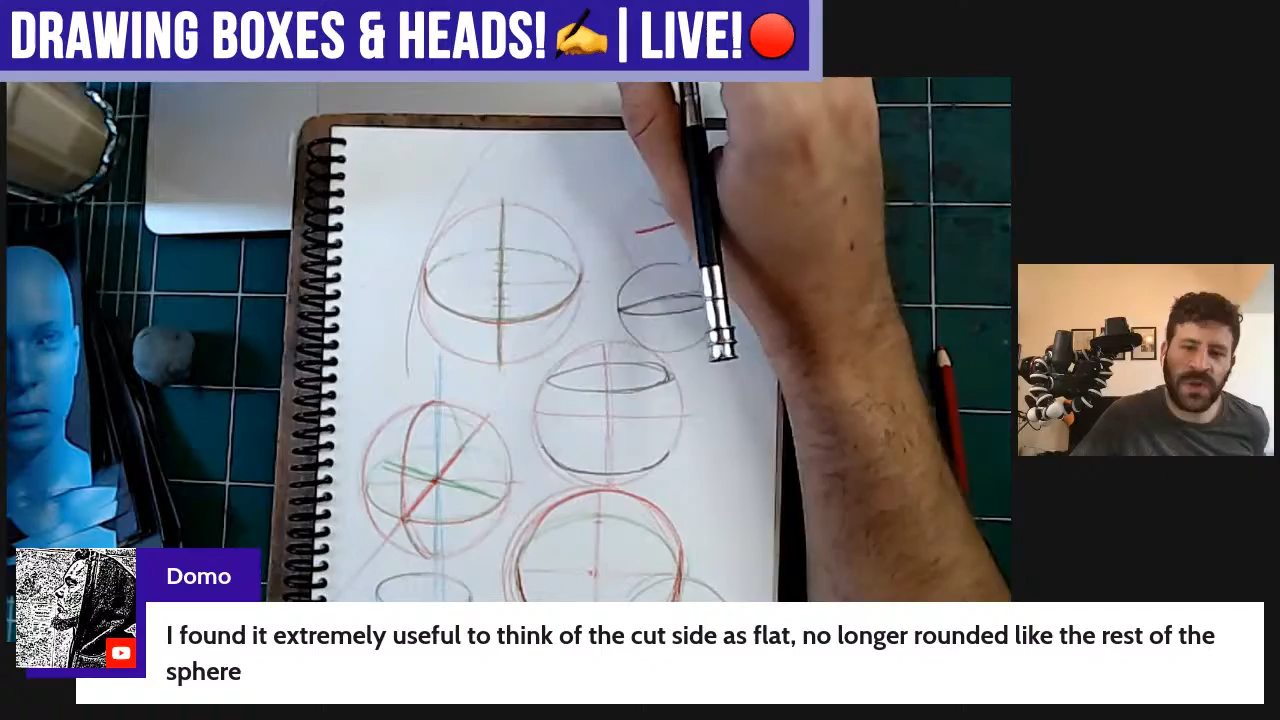 DRAWING BOXES & HEADS!✍️| LIVE!🔴
Domo
I found it extremely useful to think of the cut side as flat, no longer rounded like the rest of the
sphere